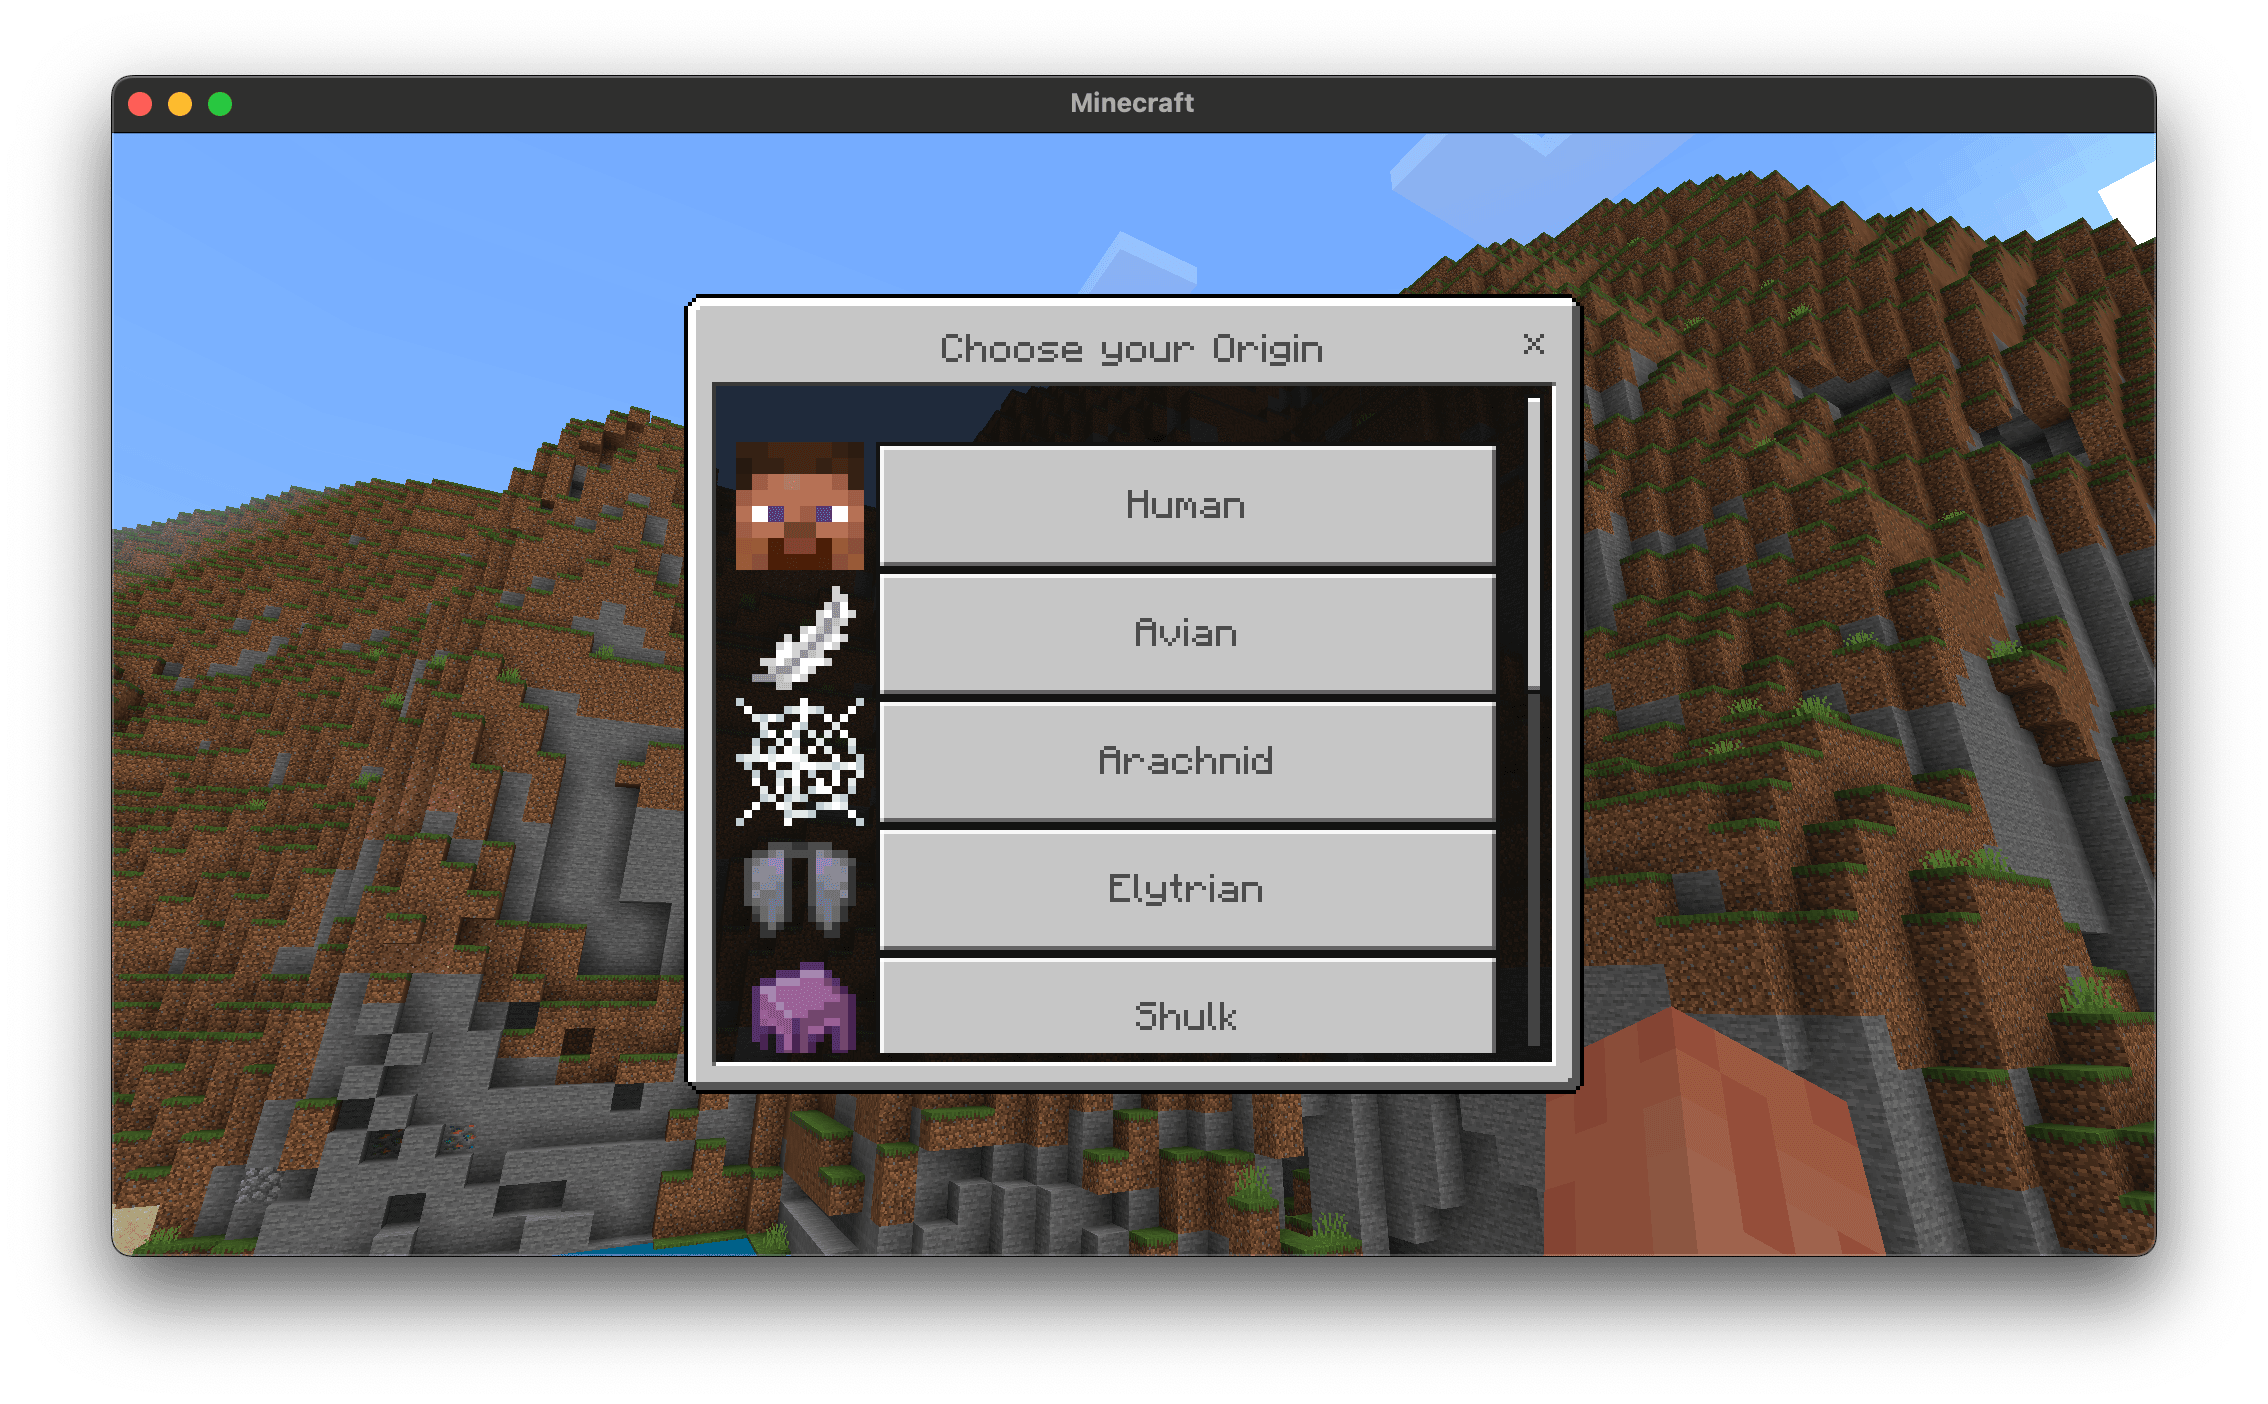 Minecraft
Choose your Origin
Human
Avian
Arachnid
Elytrian
Shulk